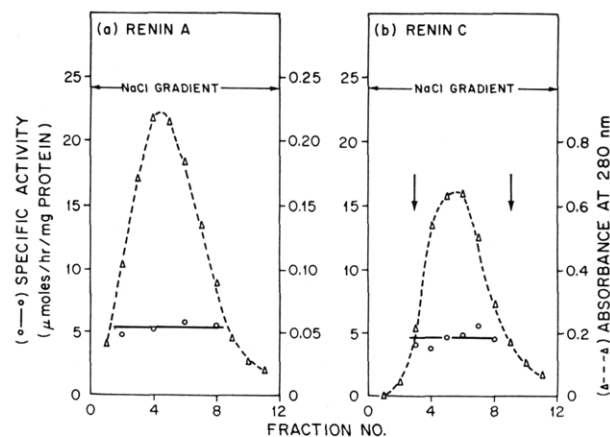 (a) RENIN A
(b) RENIN C
25
20
15
10
5
0
NaCl GRADIENT
0.25
0.20
0.15
0.10
0.05
0
25
20
15
10
5
0
NaCl GRADIENT
0.8
0.6
0.4
0.2
0
0 4 8 12
0 4 8 12
FRACTION NO.
(o—o) SPECIFIC ACTIVITY
(μmoles/hr/mg PROTEIN)
(Δ---Δ) ABSORBANCE AT 280 nm